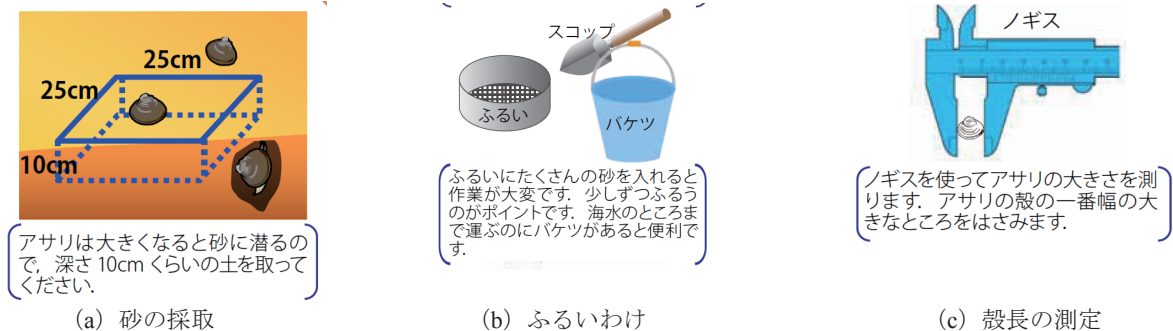 25cm
25cm
10cm
アサリは大きくなると砂に潜るの
で，深さ 10cm くらいの土を取って
ください．
(a) 砂の採取
スコップ
ふるい
バケツ
ふるいにたくさんの砂を入れると
作業が大変です．少しずつふるう
のがポイントです．海水のところま
で運ぶのにバケツがあると便利で
す．
(b) ふるいわけ
ノギス
ノギスを使ってアサリの大きさを測
ります．アサリの殻の一番幅の大
きなところをはさみます．
(c) 殻長の測定